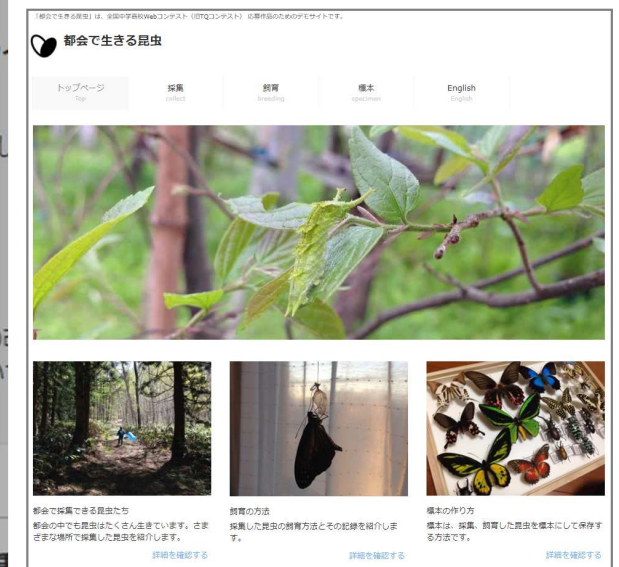 「都会で生きる昆虫」は、全国中学高校Webコンテスト（旧TQコンテスト） 応募作品のためのデモサイトです。
都会で生きる昆虫
トップページ
Top
採集
collect
飼育
breeding
標本
specimen
English
English
都会で採集できる昆虫たち
都会の中でも昆虫はたくさん生きています。さま
ざまな場所で採集した昆虫を紹介します。
詳細を確認する
飼育の方法
採集した昆虫の飼育方法とその記録を紹介しま
す。
詳細を確認する
標本の作り方
標本は、採集、飼育した昆虫を標本にして保存す
る方法です。
詳細を確認する